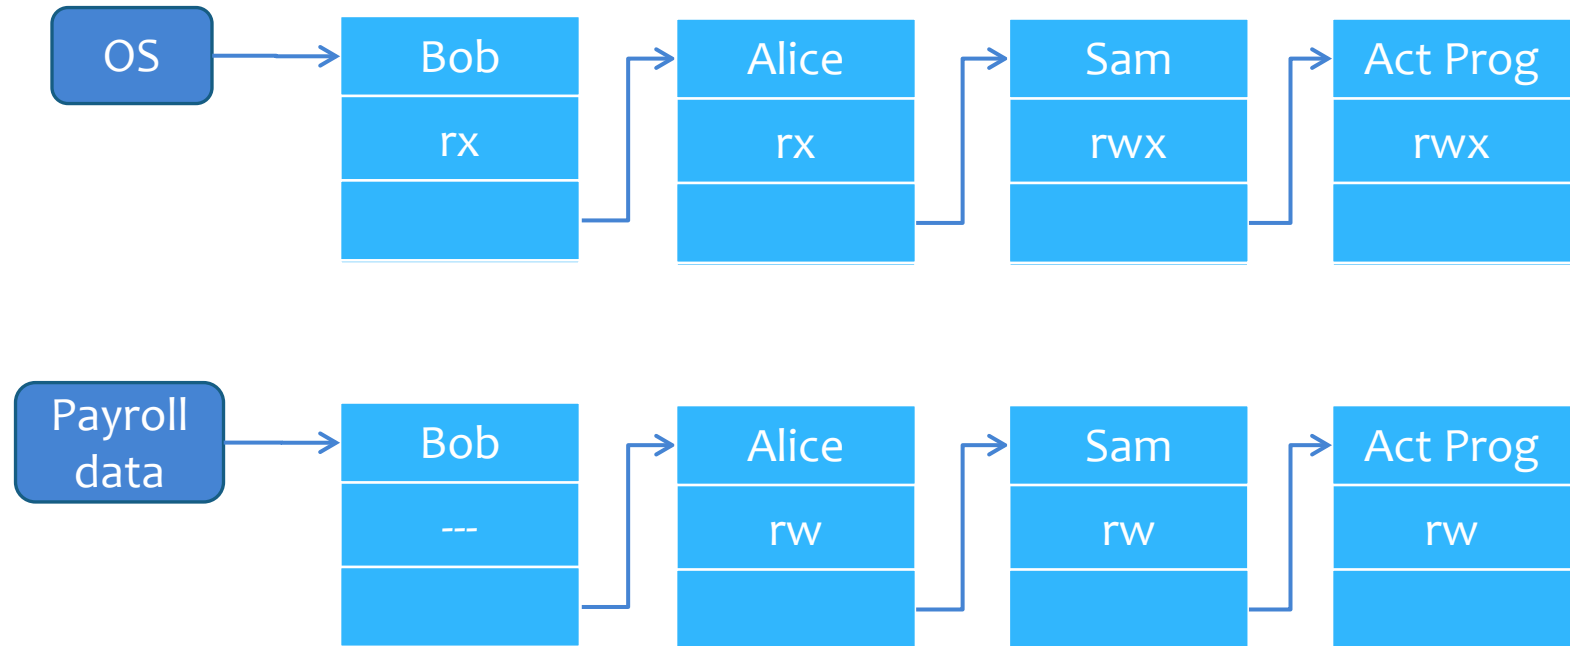 OS
Bob
Alice
Sam
Act Prog
rx
rx
rwx
rwx
Payroll
data
Bob
Alice
Sam
Act Prog
---
rw
rw
rw